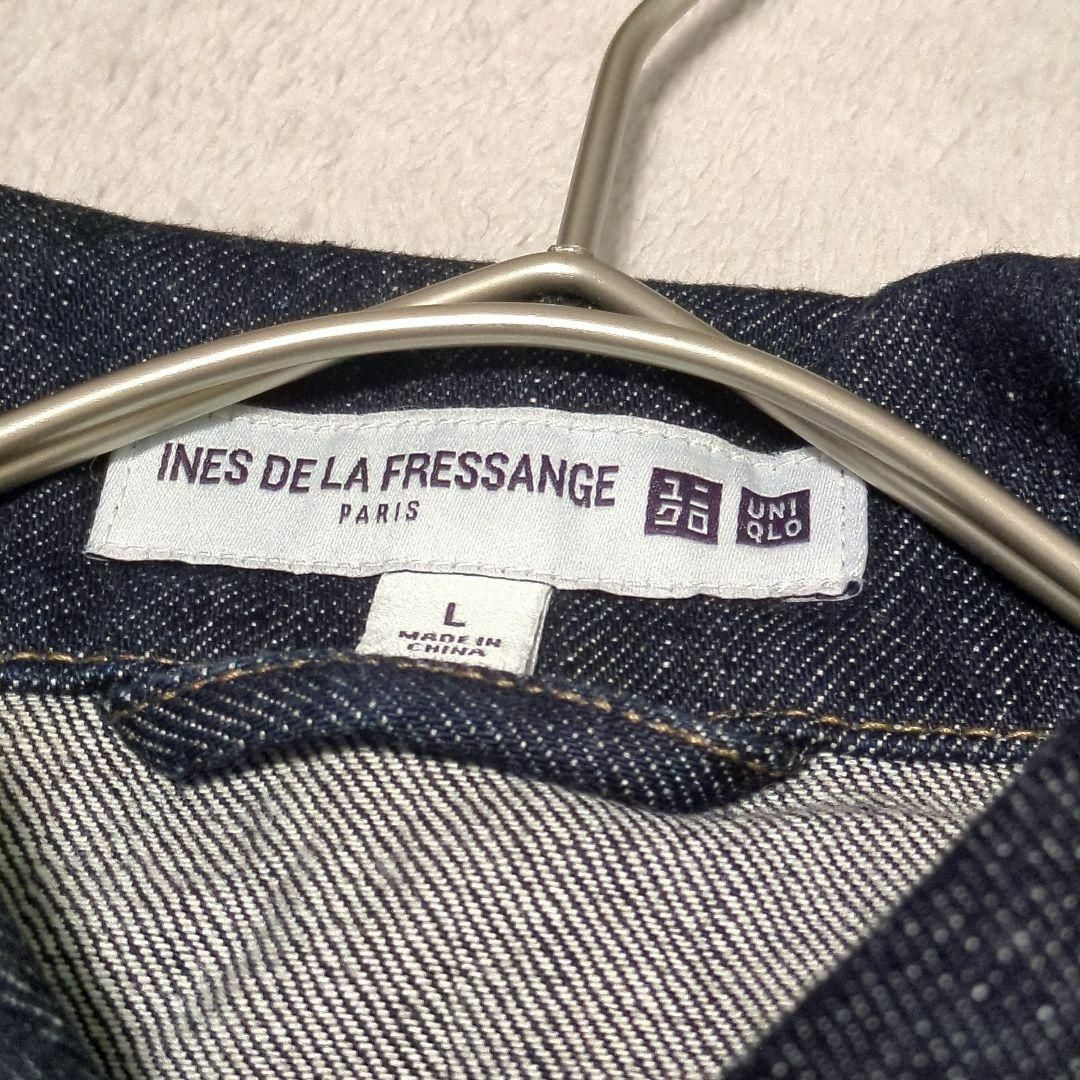 INES DE LA FRESSANGE
PARIS
ユニ
クロ
UNI
QLO
L
MADE IN
CHINA